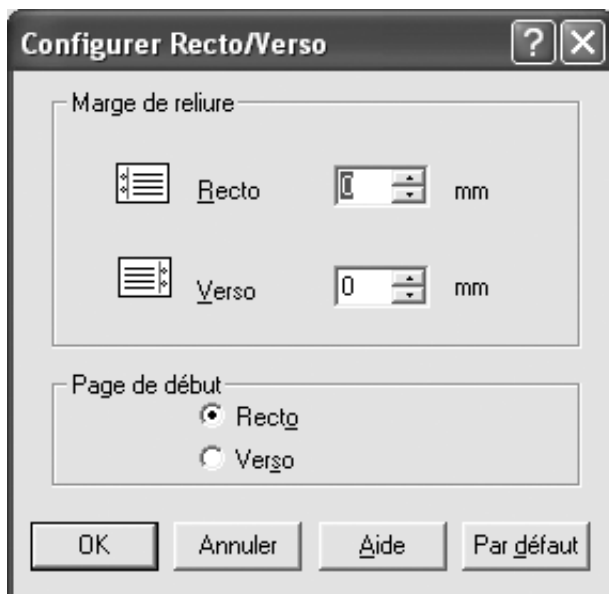 Configurer Recto/Verso
Marge de reliure
Recto 0 mm
Verso 0 mm
Page de début
Recto
Verso
OK Annuler Aide Par défaut